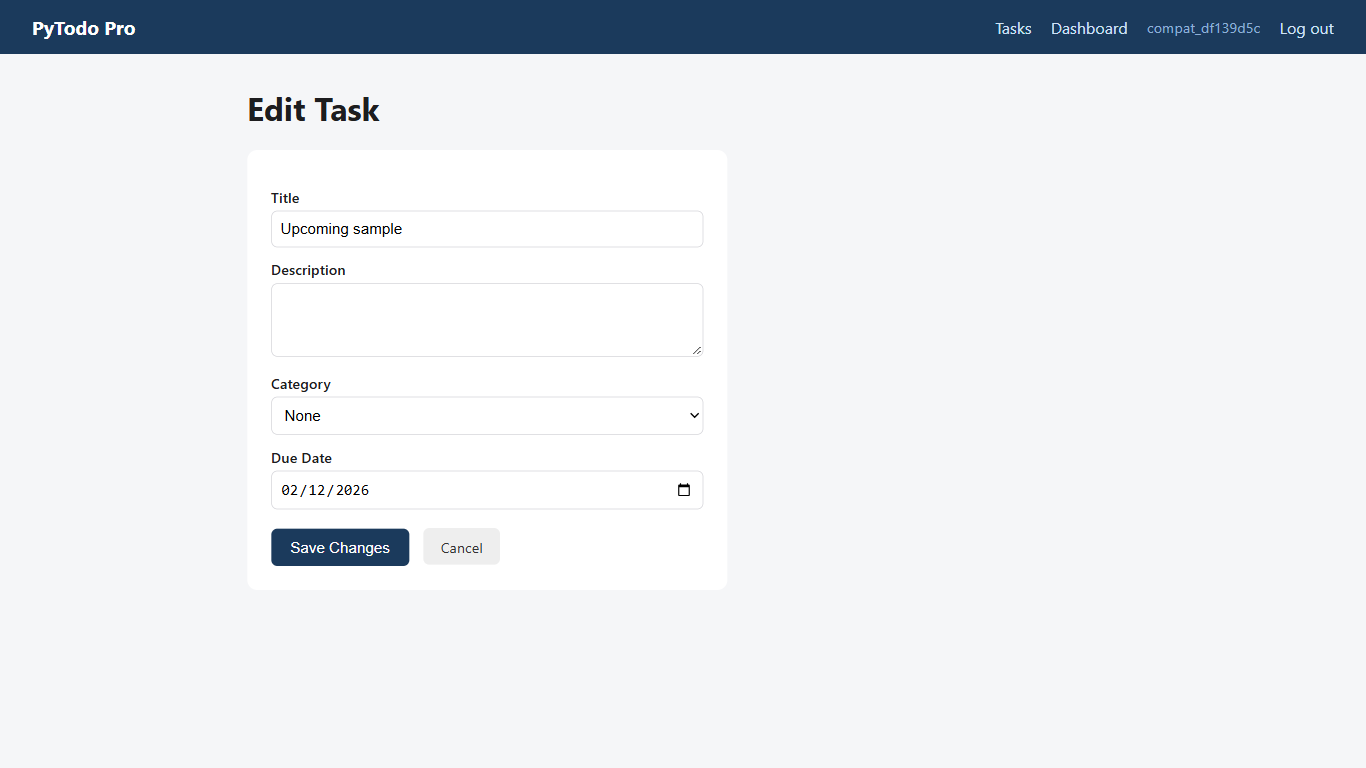 PyTodo Pro Tasks Dashboard compat_df139d5c Log out
Edit Task
Title
Upcoming sample
Description
Category
None
Due Date
02/12/2026
Save Changes Cancel